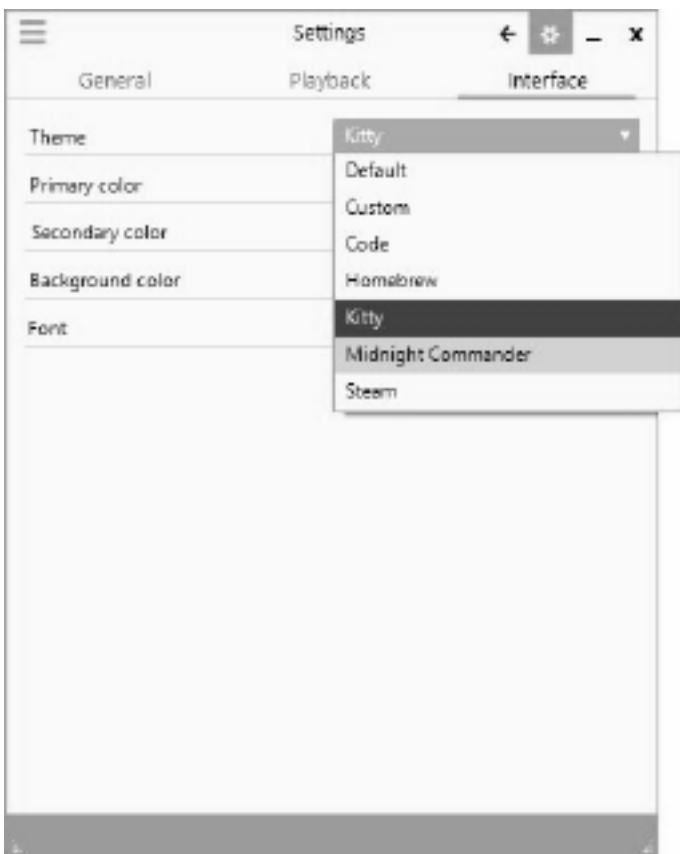 Settings
General Playback Interface
Theme Kitty
Default
Primary color
Custom
Secondary color
Code
Background color
Homebrew
Kitty
Font
Midnight Commander
Steam